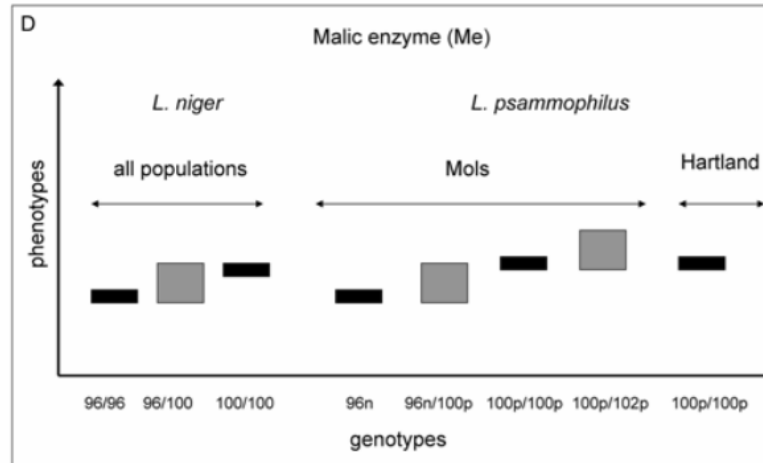 D
Malic enzyme (Me)
L. niger
L. psammophilus
all populations
Mols
Hartland
phenotypes
96/96
96/100
100/100
96n
96n/100p
100p/100p
100p/102p
100p/100p
genotypes